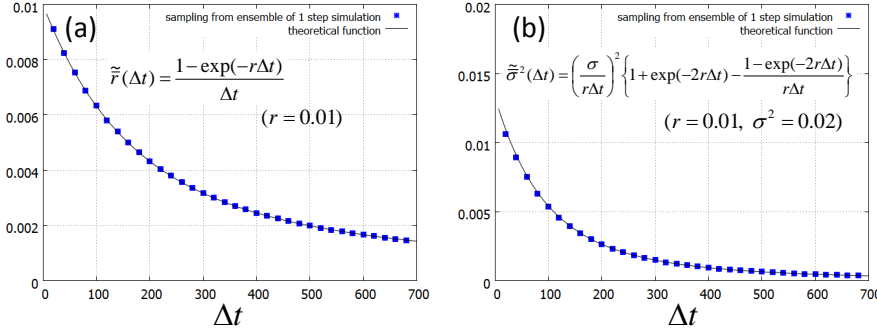 (a)
sampling from ensemble of 1 step simulation
theoretical function
r̃̄(Δt) = (1−exp(−rΔt))/Δt
(r = 0.01)
0.01
0.008
0.006
0.004
0.002
0
0 100 200 300 400 500 600 700
Δt
(b)
sampling from ensemble of 1 step simulation
theoretical function
σ̃̄²(Δt) = (σ/(rΔt))² {1+exp(−2rΔt) − (1−exp(−2rΔt))/(rΔt)}
(r = 0.01, σ² = 0.02)
0.02
0.015
0.01
0.005
0
0 100 200 300 400 500 600 700
Δt